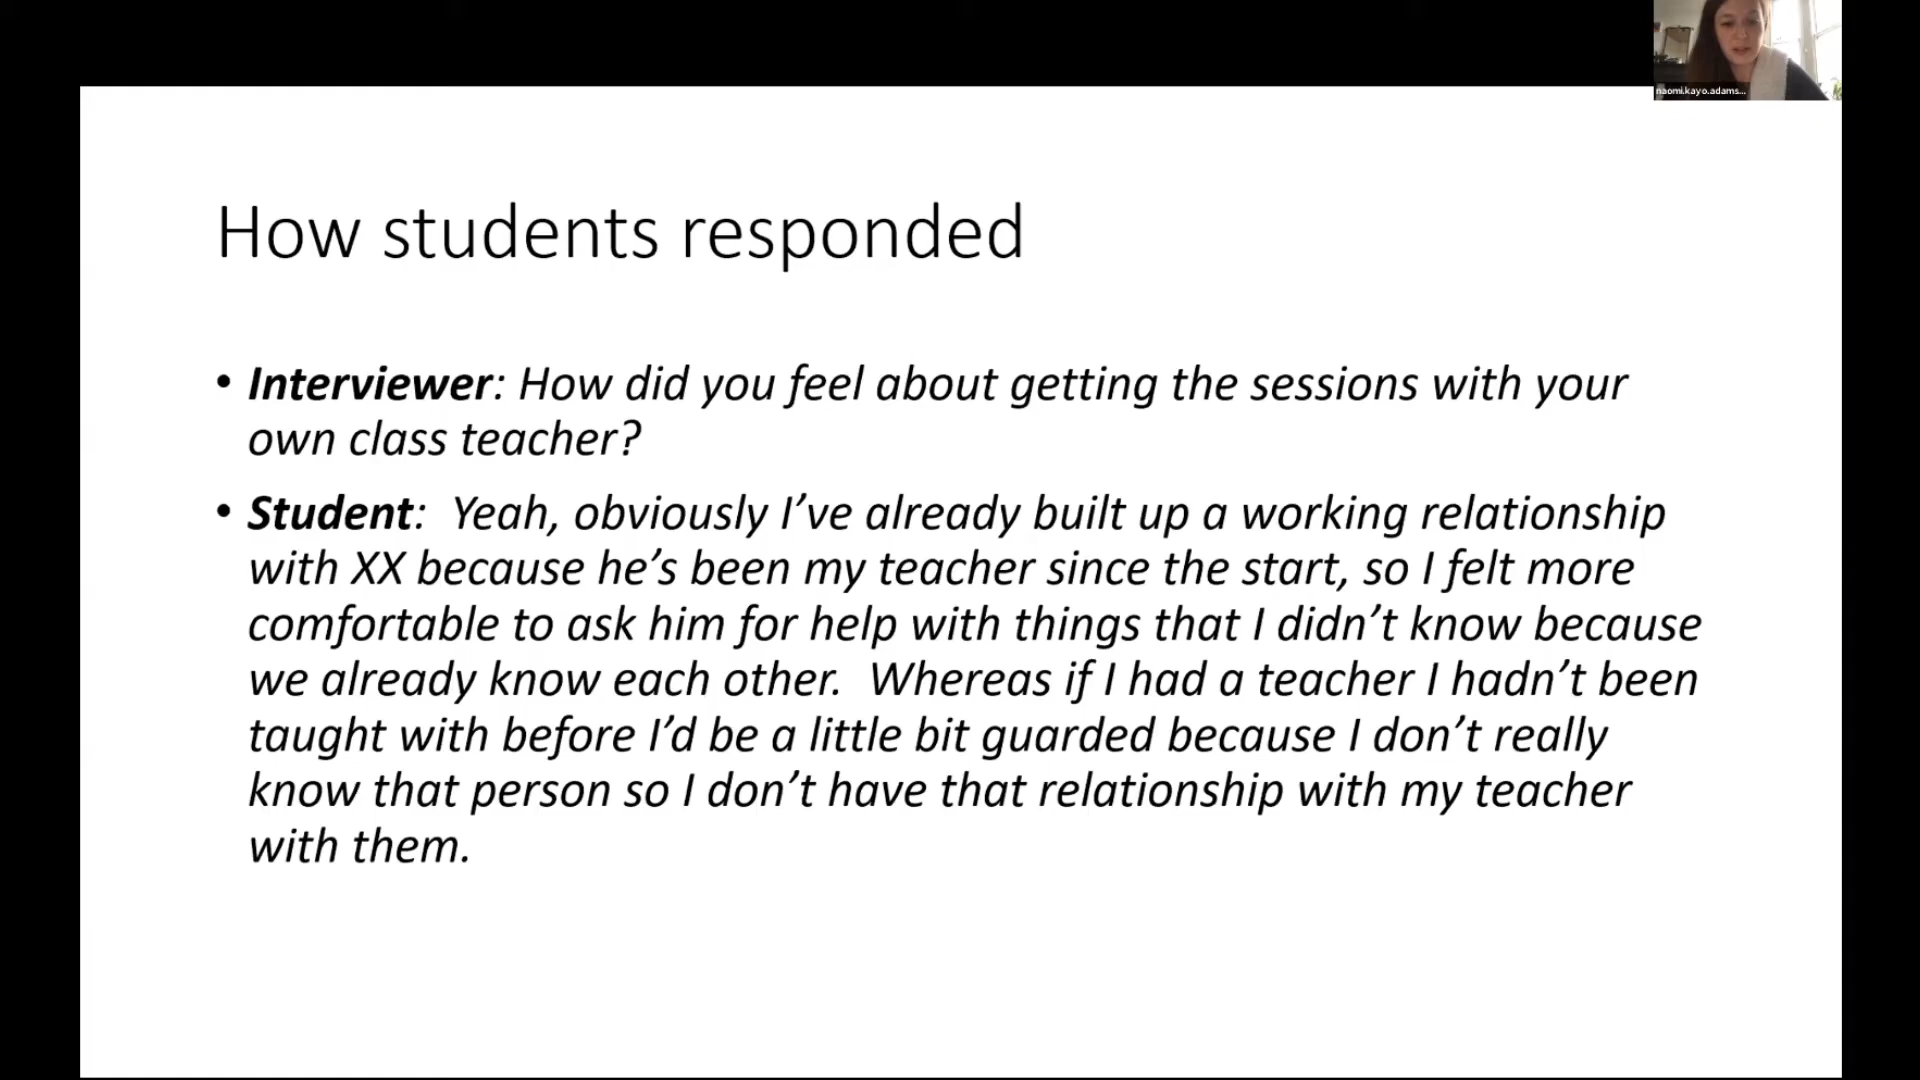 naomi.kayo.adams...
How students responded
• Interviewer: How did you feel about getting the sessions with your
own class teacher?
• Student:  Yeah, obviously I’ve already built up a working relationship
with XX because he’s been my teacher since the start, so I felt more
comfortable to ask him for help with things that I didn’t know because
we already know each other.  Whereas if I had a teacher I hadn’t been
taught with before I’d be a little bit guarded because I don’t really
know that person so I don’t have that relationship with my teacher
with them.